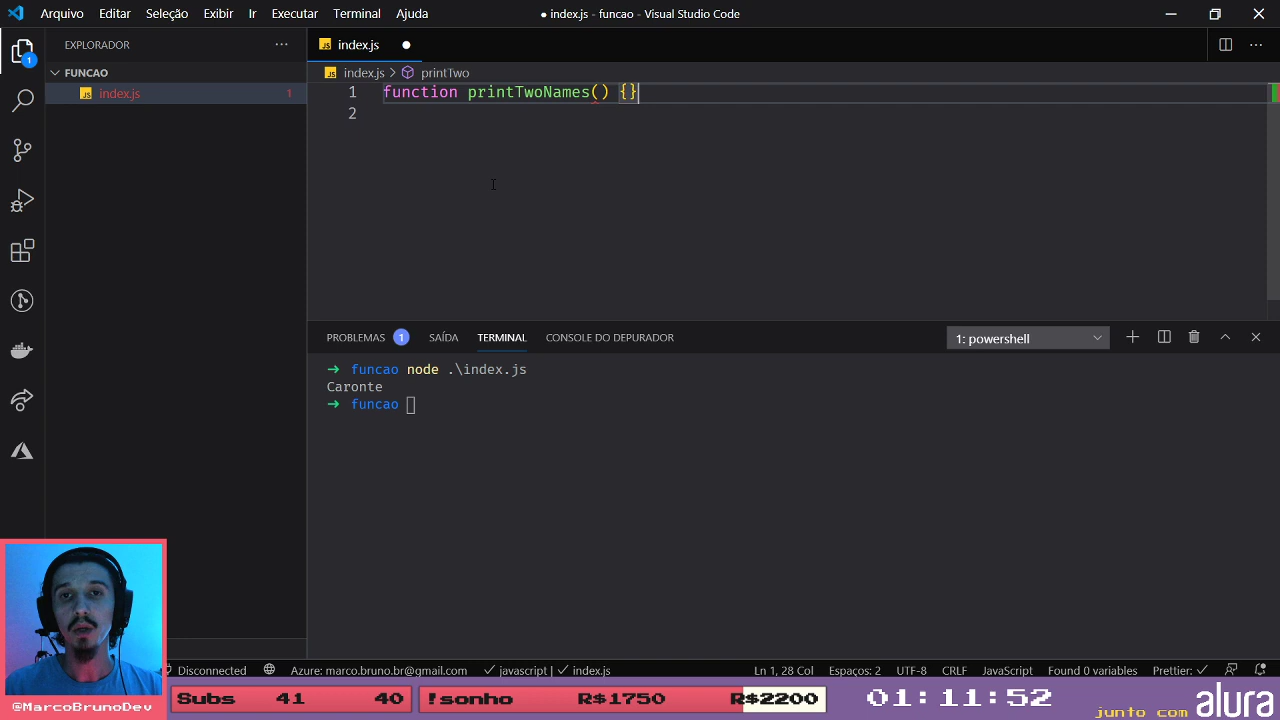 Arquivo Editar Seleção Exibir Ir Executar Terminal Ajuda
● index.js - funcao - Visual Studio Code
EXPLORADOR ···
JS index.js ●
FUNCAO
JS index.js > printTwo
JS index.js 1
1 function printTwoNames() {}
2
1
PROBLEMAS 1 SAÍDA TERMINAL CONSOLE DO DEPURADOR
1: powershell
➜ funcao node .\index.js
Caronte
➜ funcao
Disconnected Azure: marco.bruno.br@gmail.com ✓ javascript | ✓ index.js
Ln 1, 28 Col Espaços: 2 UTF-8 CRLF JavaScript Found 0 variables Prettier: ✓
@MarcoBrunoDev
Subs 41 40
!sonho R$1750 R$2200
01:11:52
junto com alura